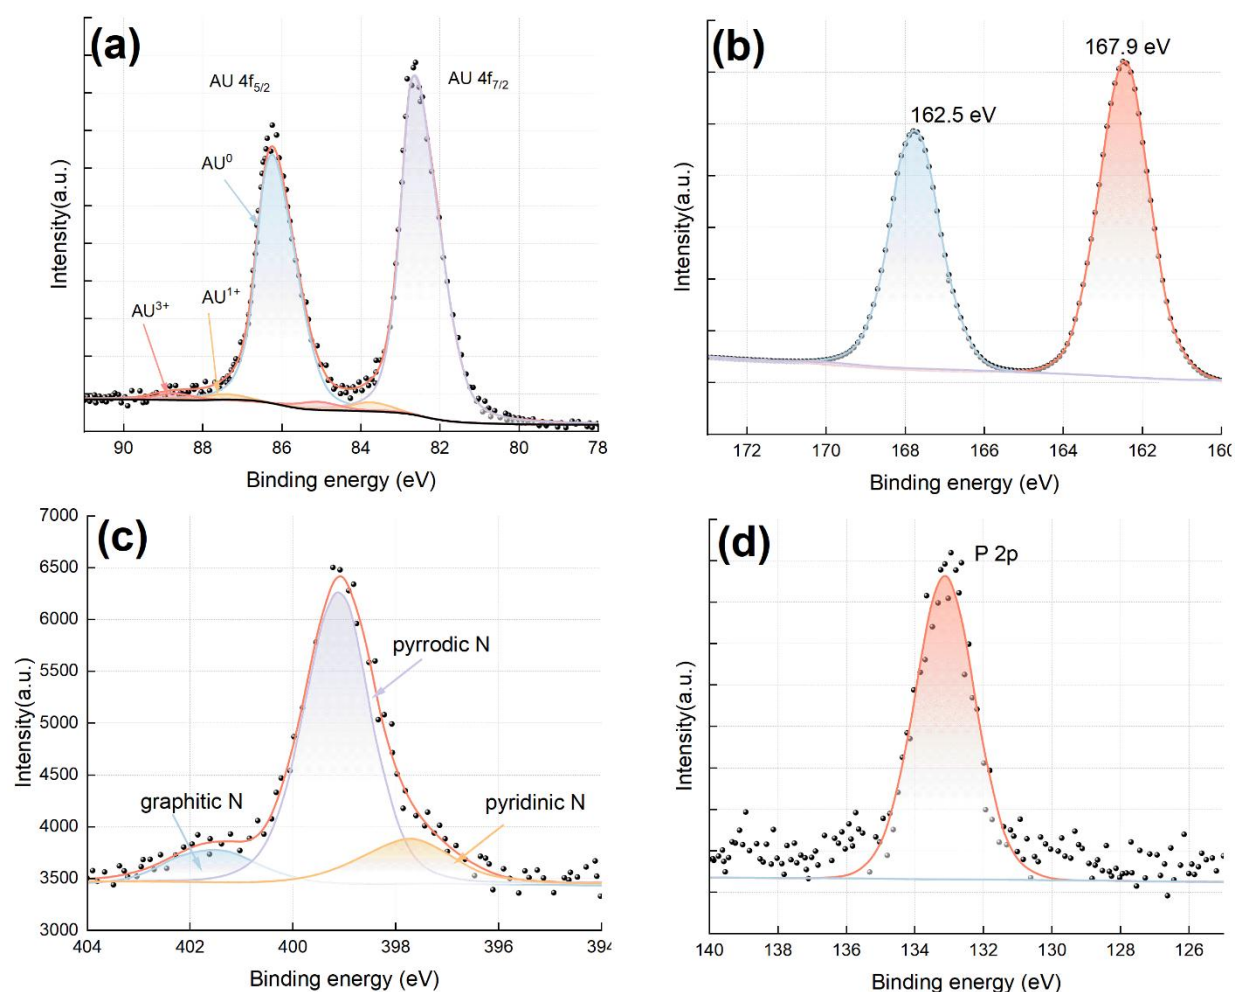 (a)
AU 4f5/2
AU 4f7/2
AU0
AU1+
AU3+
Intensity(a.u.)
90 88 86 84 82 80 78
Binding energy (eV)
(b)
167.9 eV
162.5 eV
Intensity(a.u.)
172 170 168 166 164 162 160
Binding energy (eV)
(c)
7000
6500
6000
5500
5000
4500
4000
3500
3000
pyrrodic N
graphitic N
pyridinic N
Intensity(a.u.)
404 402 400 398 396 394
Binding energy (eV)
(d)
P 2p
Intensity(a.u.)
140 136 134 132 130 128 126
Binding energy (eV)